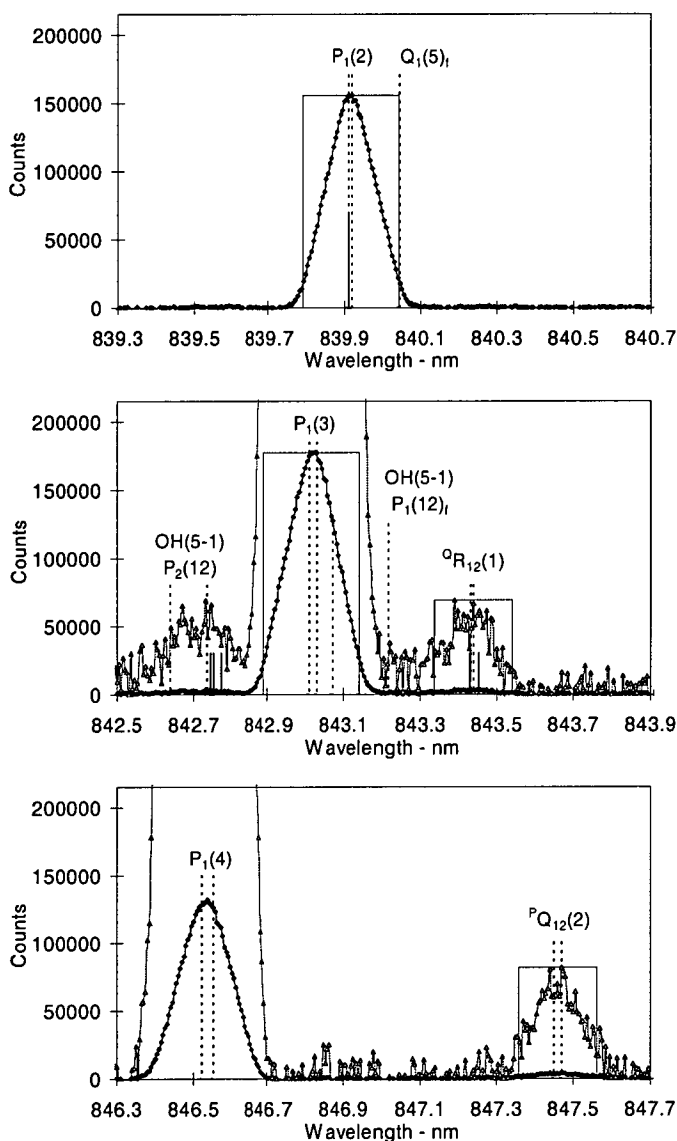 200000
P₁(2) Q₁(5)f
150000
100000
50000
0
Counts
839.3 839.5 839.7 839.9 840.1 840.3 840.5 840.7
Wavelength - nm
200000
P₁(3)
150000
OH(5-1)
P₁(12)f
OH(5-1)
P₂(12)
QR₁₂(1)
100000
50000
0
Counts
842.5 842.7 842.9 843.1 843.3 843.5 843.7 843.9
Wavelength - nm
200000
P₁(4)
150000
PQ₁₂(2)
100000
50000
0
Counts
846.3 846.5 846.7 846.9 847.1 847.3 847.5 847.7
Wavelength - nm